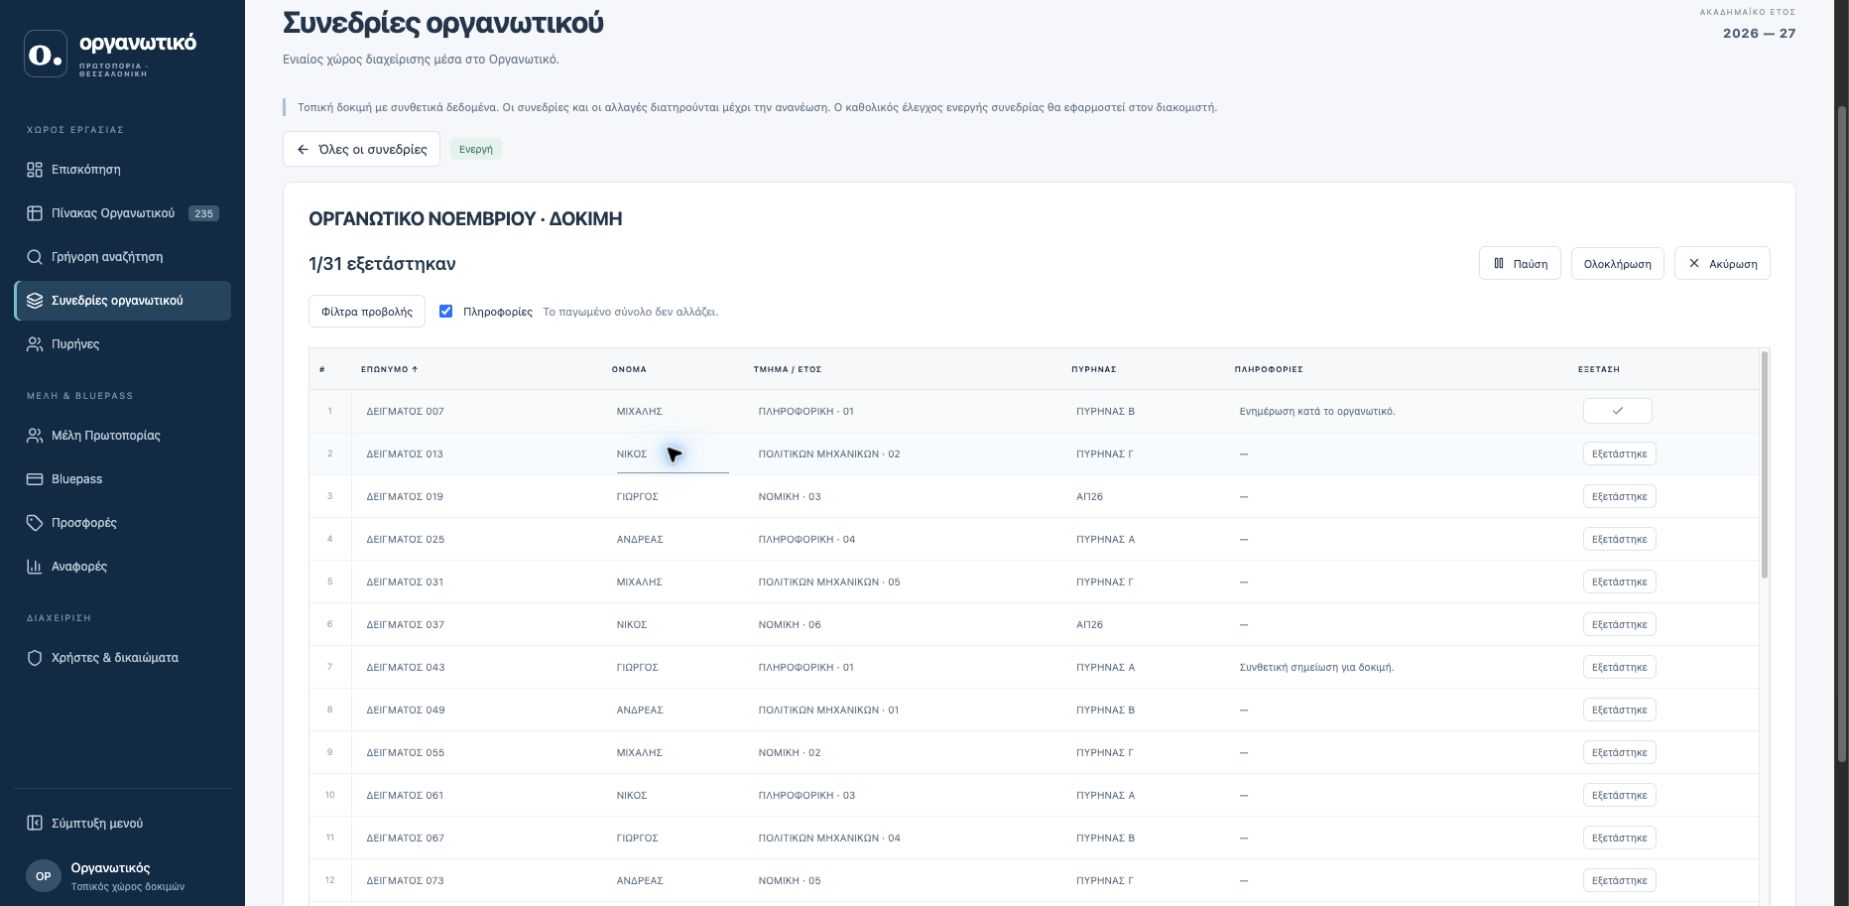 ο.
οργανωτικό
ΠΡΩΤΟΠΟΡΙΑ ·
ΘΕΣΣΑΛΟΝΙΚΗ
ΧΩΡΟΣ ΕΡΓΑΣΙΑΣ
Επισκόπηση
Πίνακας Οργανωτικού 235
Γρήγορη αναζήτηση
Συνεδρίες οργανωτικού
Πυρήνες
ΜΕΛΗ & BLUEPASS
Μέλη Πρωτοπορίας
Bluepass
Προσφορές
Αναφορές
ΔΙΑΧΕΙΡΙΣΗ
Χρήστες & δικαιώματα
Σύμπτυξη μενού
ΟΡ Οργανωτικός
Τοπικός χώρος δοκιμών
Συνεδρίες οργανωτικού
Ενιαίος χώρος διαχείρισης μέσα στο Οργανωτικό.
ΑΚΑΔΗΜΑΪΚΟ ΕΤΟΣ
2026 — 27
Τοπική δοκιμή με συνθετικά δεδομένα. Οι συνεδρίες και οι αλλαγές διατηρούνται μέχρι την ανανέωση. Ο καθολικός έλεγχος ενεργής συνεδρίας θα εφαρμοστεί στον διακομιστή.
← Όλες οι συνεδρίες Ενεργή
ΟΡΓΑΝΩΤΙΚΟ ΝΟΕΜΒΡΙΟΥ · ΔΟΚΙΜΗ
1/31 εξετάστηκαν
Παύση Ολοκλήρωση Ακύρωση
Φίλτρα προβολής Πληροφορίες Το παγωμένο σύνολο δεν αλλάζει.
# ΕΠΩΝΥΜΟ ↑ ΟΝΟΜΑ ΤΜΗΜΑ / ΕΤΟΣ ΠΥΡΗΝΑΣ ΠΛΗΡΟΦΟΡΙΕΣ ΕΞΕΤΑΣΗ
1 ΔΕΙΓΜΑΤΟΣ 007 ΜΙΧΑΛΗΣ ΠΛΗΡΟΦΟΡΙΚΗ · 01 ΠΥΡΗΝΑΣ Β Ενημέρωση κατά το οργανωτικό. ✓
2 ΔΕΙΓΜΑΤΟΣ 013 ΝΙΚΟΣ ΠΟΛΙΤΙΚΩΝ ΜΗΧΑΝΙΚΩΝ · 02 ΠΥΡΗΝΑΣ Γ — Εξετάστηκε
3 ΔΕΙΓΜΑΤΟΣ 019 ΓΙΩΡΓΟΣ ΝΟΜΙΚΗ · 03 ΑΠ26 — Εξετάστηκε
4 ΔΕΙΓΜΑΤΟΣ 025 ΑΝΔΡΕΑΣ ΠΛΗΡΟΦΟΡΙΚΗ · 04 ΠΥΡΗΝΑΣ Α — Εξετάστηκε
5 ΔΕΙΓΜΑΤΟΣ 031 ΜΙΧΑΛΗΣ ΠΟΛΙΤΙΚΩΝ ΜΗΧΑΝΙΚΩΝ · 05 ΠΥΡΗΝΑΣ Γ — Εξετάστηκε
6 ΔΕΙΓΜΑΤΟΣ 037 ΝΙΚΟΣ ΝΟΜΙΚΗ · 06 ΑΠ26 — Εξετάστηκε
7 ΔΕΙΓΜΑΤΟΣ 043 ΓΙΩΡΓΟΣ ΠΛΗΡΟΦΟΡΙΚΗ · 01 ΠΥΡΗΝΑΣ Α Συνθετική σημείωση για δοκιμή. Εξετάστηκε
8 ΔΕΙΓΜΑΤΟΣ 049 ΑΝΔΡΕΑΣ ΠΟΛΙΤΙΚΩΝ ΜΗΧΑΝΙΚΩΝ · 01 ΠΥΡΗΝΑΣ Β — Εξετάστηκε
9 ΔΕΙΓΜΑΤΟΣ 055 ΜΙΧΑΛΗΣ ΝΟΜΙΚΗ · 02 ΠΥΡΗΝΑΣ Γ — Εξετάστηκε
10 ΔΕΙΓΜΑΤΟΣ 061 ΝΙΚΟΣ ΠΛΗΡΟΦΟΡΙΚΗ · 03 ΠΥΡΗΝΑΣ Α — Εξετάστηκε
11 ΔΕΙΓΜΑΤΟΣ 067 ΓΙΩΡΓΟΣ ΠΟΛΙΤΙΚΩΝ ΜΗΧΑΝΙΚΩΝ · 04 ΠΥΡΗΝΑΣ Β — Εξετάστηκε
12 ΔΕΙΓΜΑΤΟΣ 073 ΑΝΔΡΕΑΣ ΝΟΜΙΚΗ · 05 ΠΥΡΗΝΑΣ Γ — Εξετάστηκε